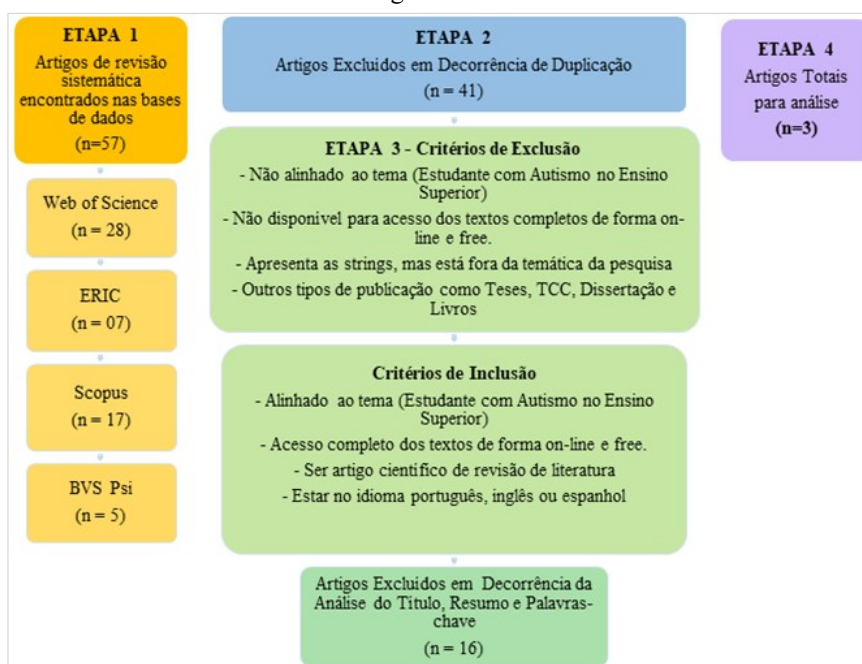 ETAPA 1
Artigos de revisão
sistemática
encontrados nas bases
de dados
(n=57)
Web of Science
(n = 28)
ERIC
(n = 07)
Scopus
(n = 17)
BVS Psi
(n = 5)
ETAPA 2
Artigos Excluidos em Decorrência de Duplicação
(n = 41)
ETAPA 3 - Critérios de Exclusão
- Não alinhado ao tema (Estudante com Autismo no Ensino
Superior)
- Não disponivel para acesso dos textos completos de forma on-
line e free.
- Apresenta as strings, mas está fora da temática da pesquisa
- Outros tipos de publicação como Teses, TCC, Dissertação e
Livros
Critérios de Inclusão
- Alinhado ao tema (Estudante com Autismo no Ensino
Superior)
- Acesso completo dos textos de forma on-line e free.
- Ser artigo científico de revisão de literatura
- Estar no idioma português, inglês ou espanhol
Artigos Excluidos em Decorrência da
Análise do Título, Resumo e Palavras-
chave
(n = 16)
ETAPA 4
Artigos Totais
para análise
(n=3)